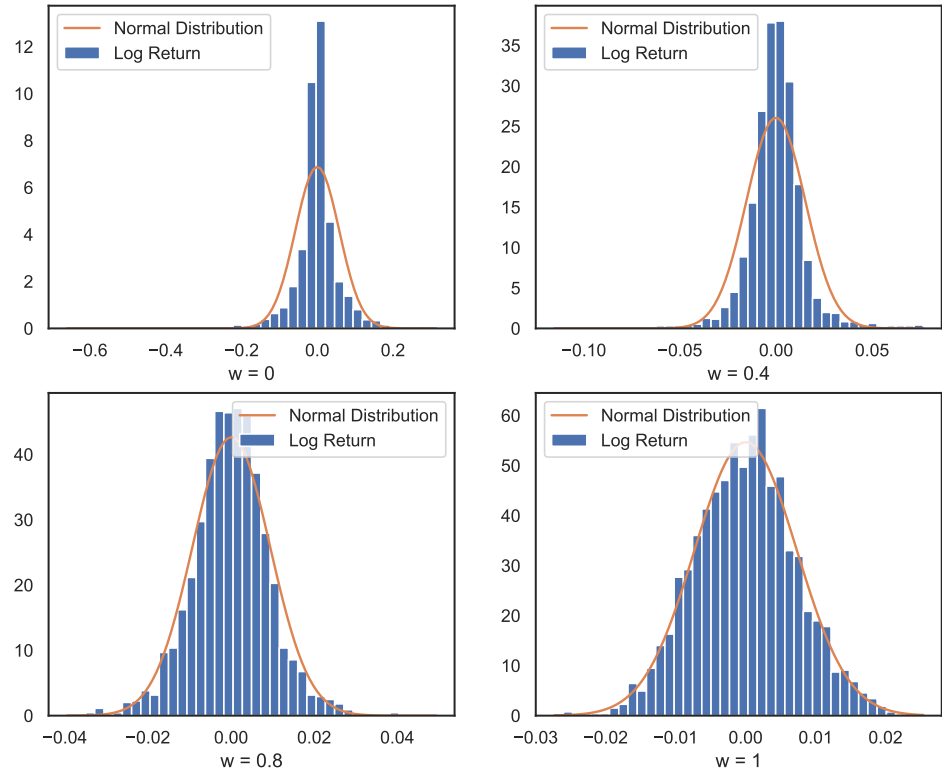 Normal Distribution
Log Return
12
10
8
6
4
2
0
−0.6 −0.4 −0.2 0.0 0.2
w = 0
Normal Distribution
Log Return
35
30
25
20
15
10
5
0
−0.10 −0.05 0.00 0.05
w = 0.4
Normal Distribution
Log Return
40
30
20
10
0
−0.04 −0.02 0.00 0.02 0.04
w = 0.8
Normal Distribution
Log Return
60
50
40
30
20
10
0
−0.03 −0.02 −0.01 0.00 0.01 0.02
w = 1